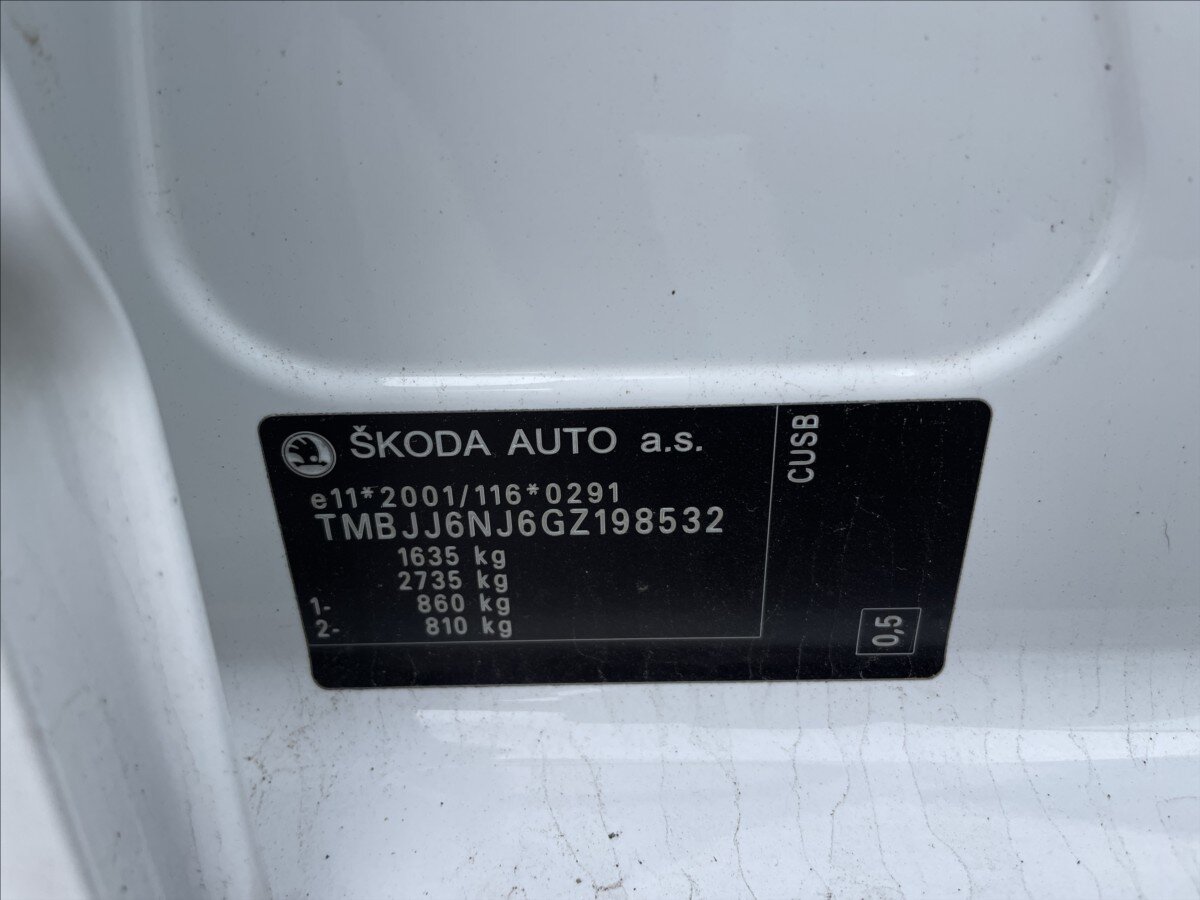 ŠKODA AUTO a.s.
e11*2001/116*0291
TMBJJ6NJ6GZ198532
1635 kg
2735 kg
1- 860 kg
2- 810 kg
CUSB
0,5